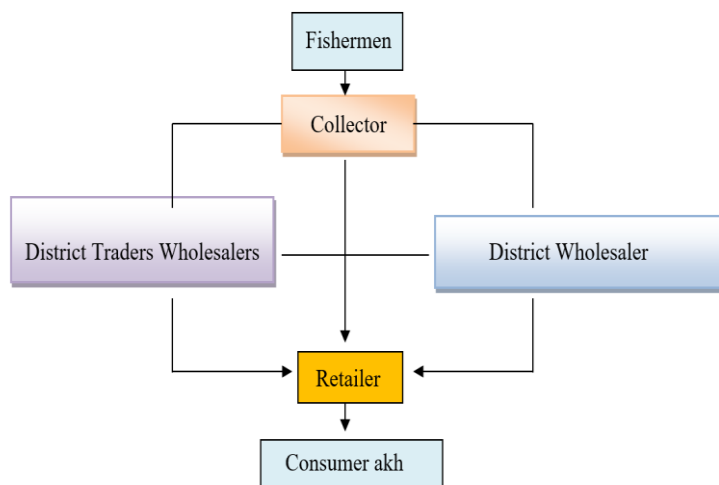 Fishermen
Collector
District Traders Wholesalers
District Wholesaler
Retailer
Consumer akh